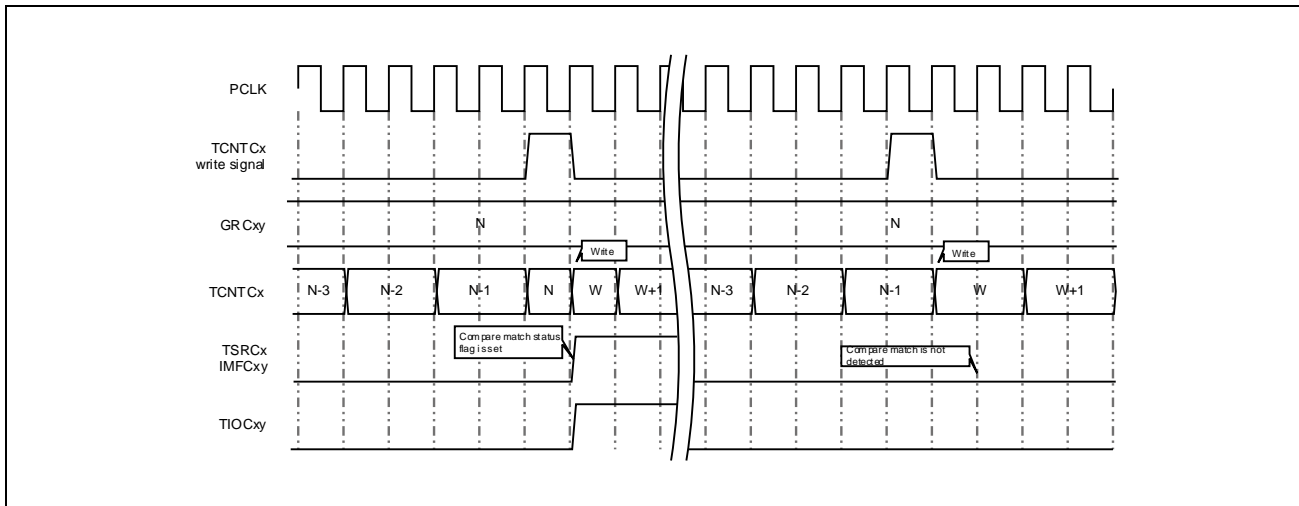 PCLK
TCNTCx
write signal
GRCxy
N
N
Write
Write
TCNTCx
N-3
N-2
N-1
N
W
W+1
N-3
N-2
N-1
W
W+1
TSRCx
IMFCxy
Compare match status
flag is set
Compare match is not
detected
TIOCxy